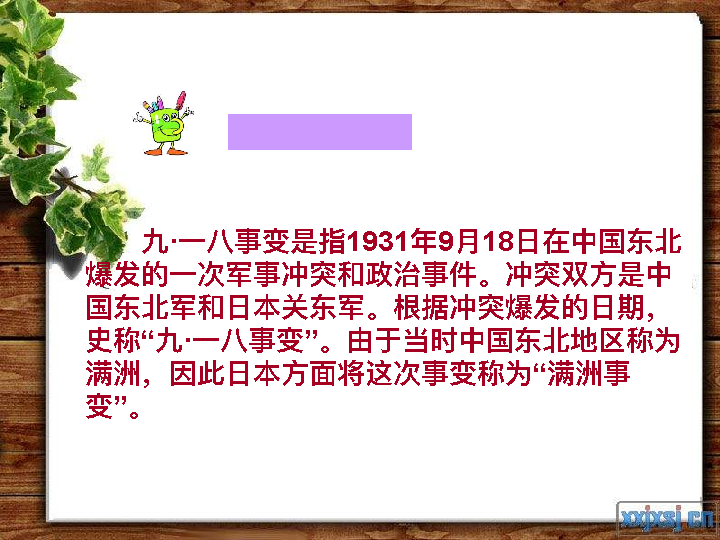 九·一八事变是指1931年9月18日在中国东北
爆发的一次军事冲突和政治事件。冲突双方是中
国东北军和日本关东军。根据冲突爆发的日期，
史称“九·一八事变”。由于当时中国东北地区称为
满洲，因此日本方面将这次事变称为“满洲事
变”。
xxjxsj.cn